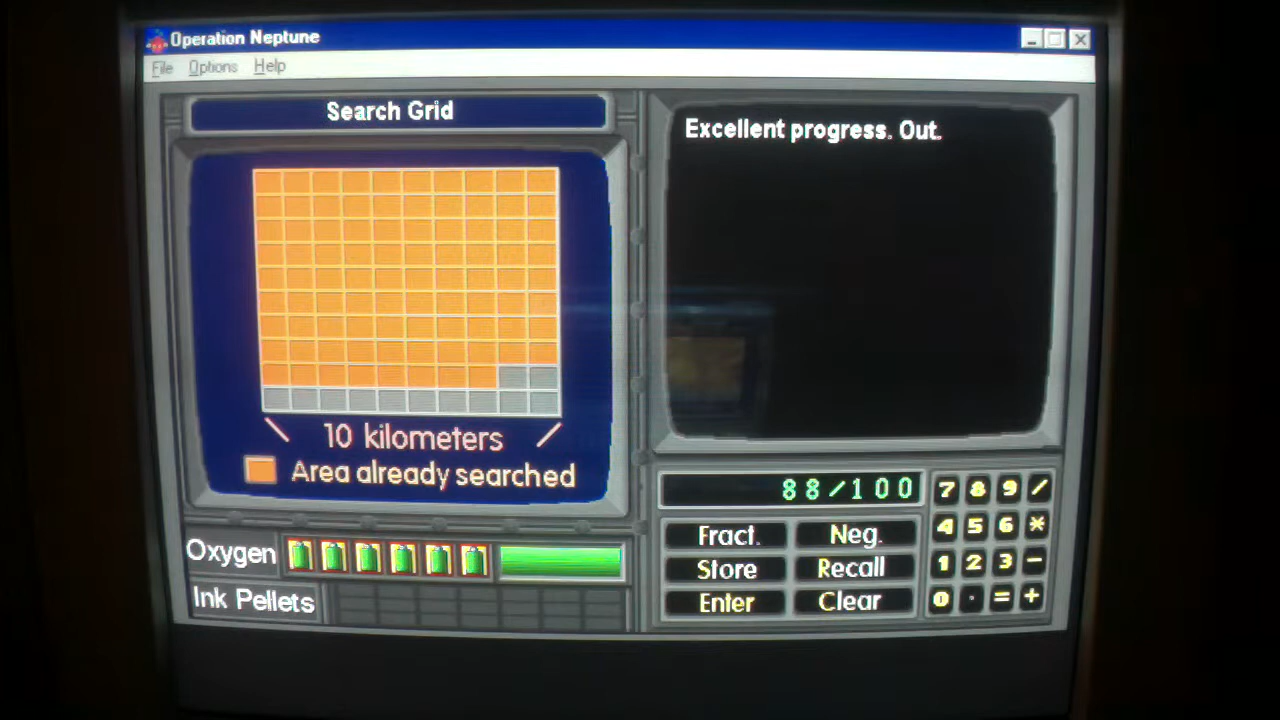 Operation Neptune
File Options Help
Search Grid
Excellent progress. Out.
10 kilometers
Area already searched
88/100
7 8 9 /
Fract. Neg.
4 5 6 *
Store Recall
1 2 3 -
Enter Clear
0 . = +
Oxygen
Ink Pellets